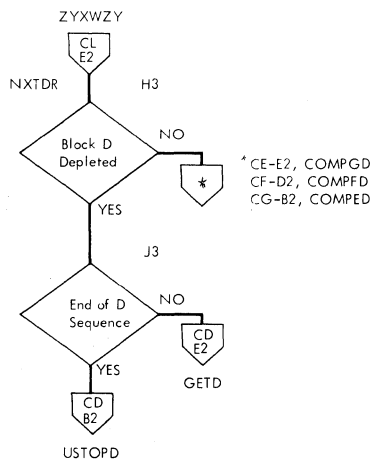 ZYXWZY
CL
E2
NXTDR
H3
Block D
Depleted
NO
*
* CE-E2, COMPGD
CF-D2, COMPFD
CG-B2, COMPED
YES
J3
End of D
Sequence
NO
CD
E2
GETD
YES
CD
B2
USTOPD